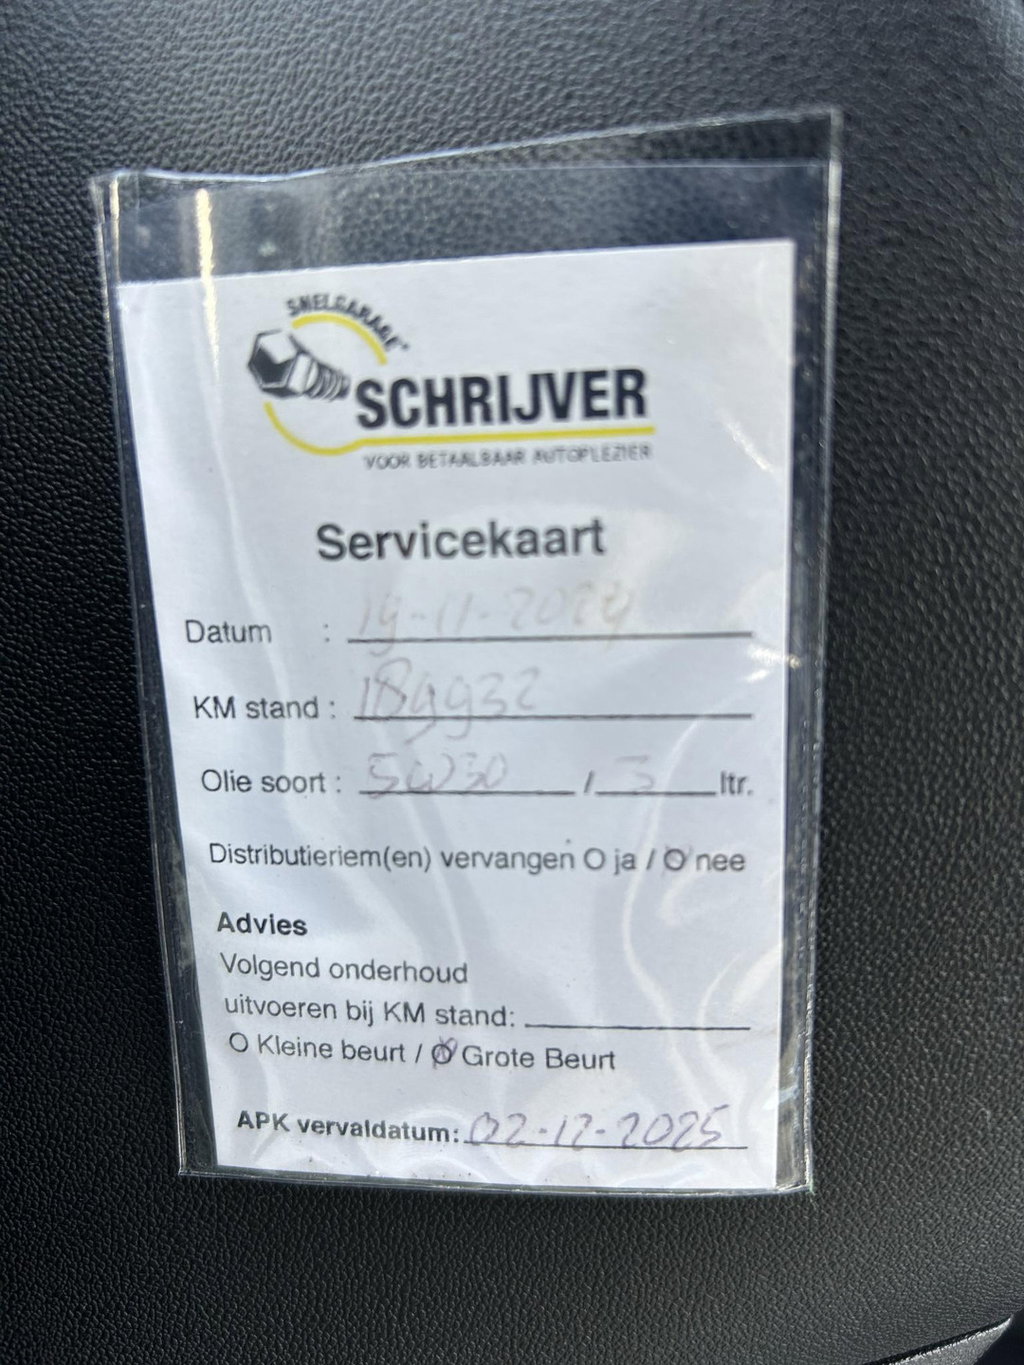 SNELGARAGE
SCHRIJVER
VOOR BETAALBAAR AUTOPLEZIER
Servicekaart
Datum : 19-11-2024
KM stand : 189932
Olie soort : 5W30 / 3 ltr.
Distributieriem(en) vervangen O ja / O nee
Advies
Volgend onderhoud
uitvoeren bij KM stand:
O Kleine beurt / O Grote Beurt
APK vervaldatum: 02-12-2025